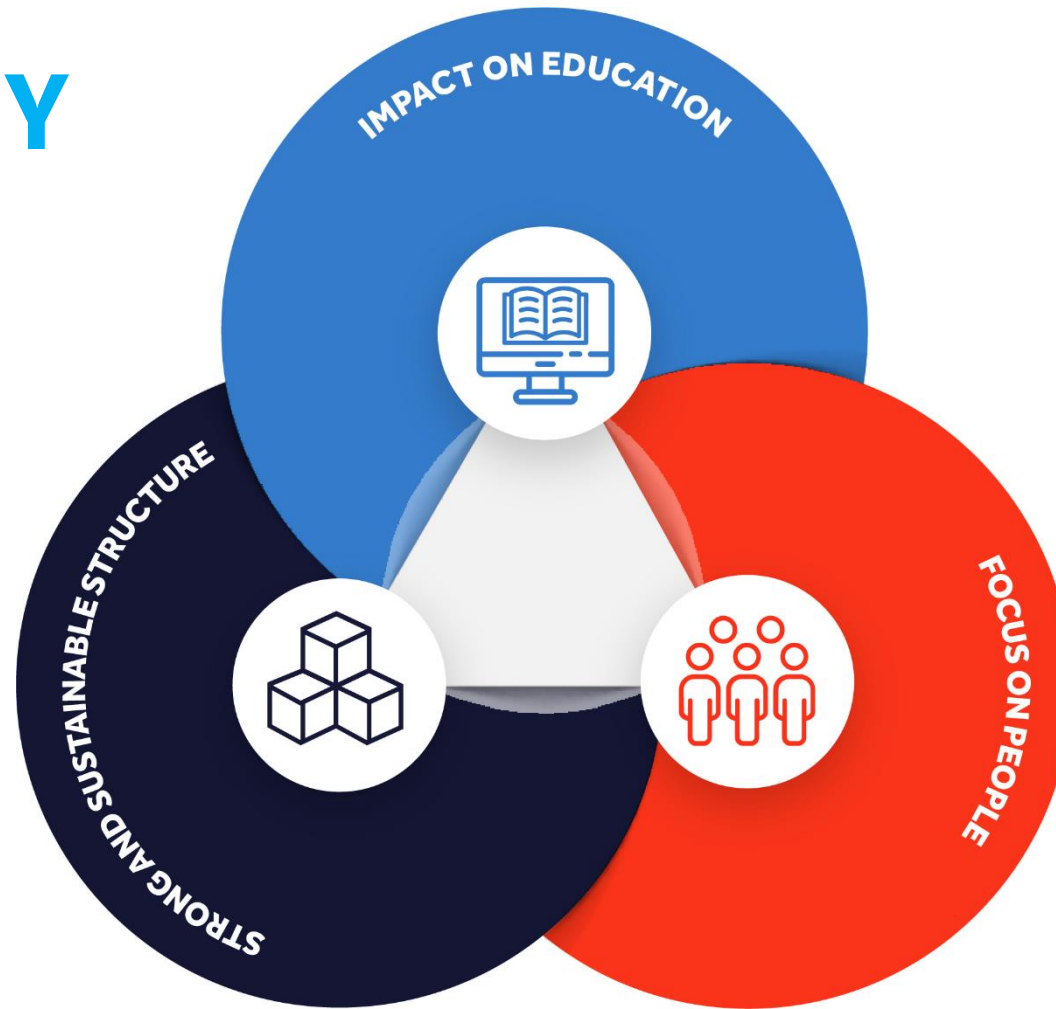 Y
IMPACT ON EDUCATION
STRONG AND SUSTAINABLE STRUCTURE
FOCUS ON PEOPLE